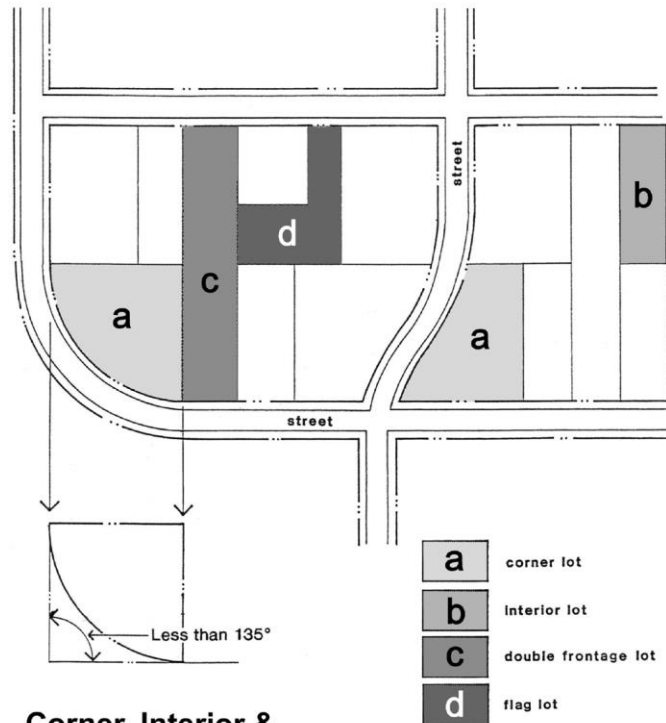 street
b
d
c
a
a
street
Less than 135°
a corner lot
b interior lot
c double frontage lot
d flag lot
Corner, Interior &